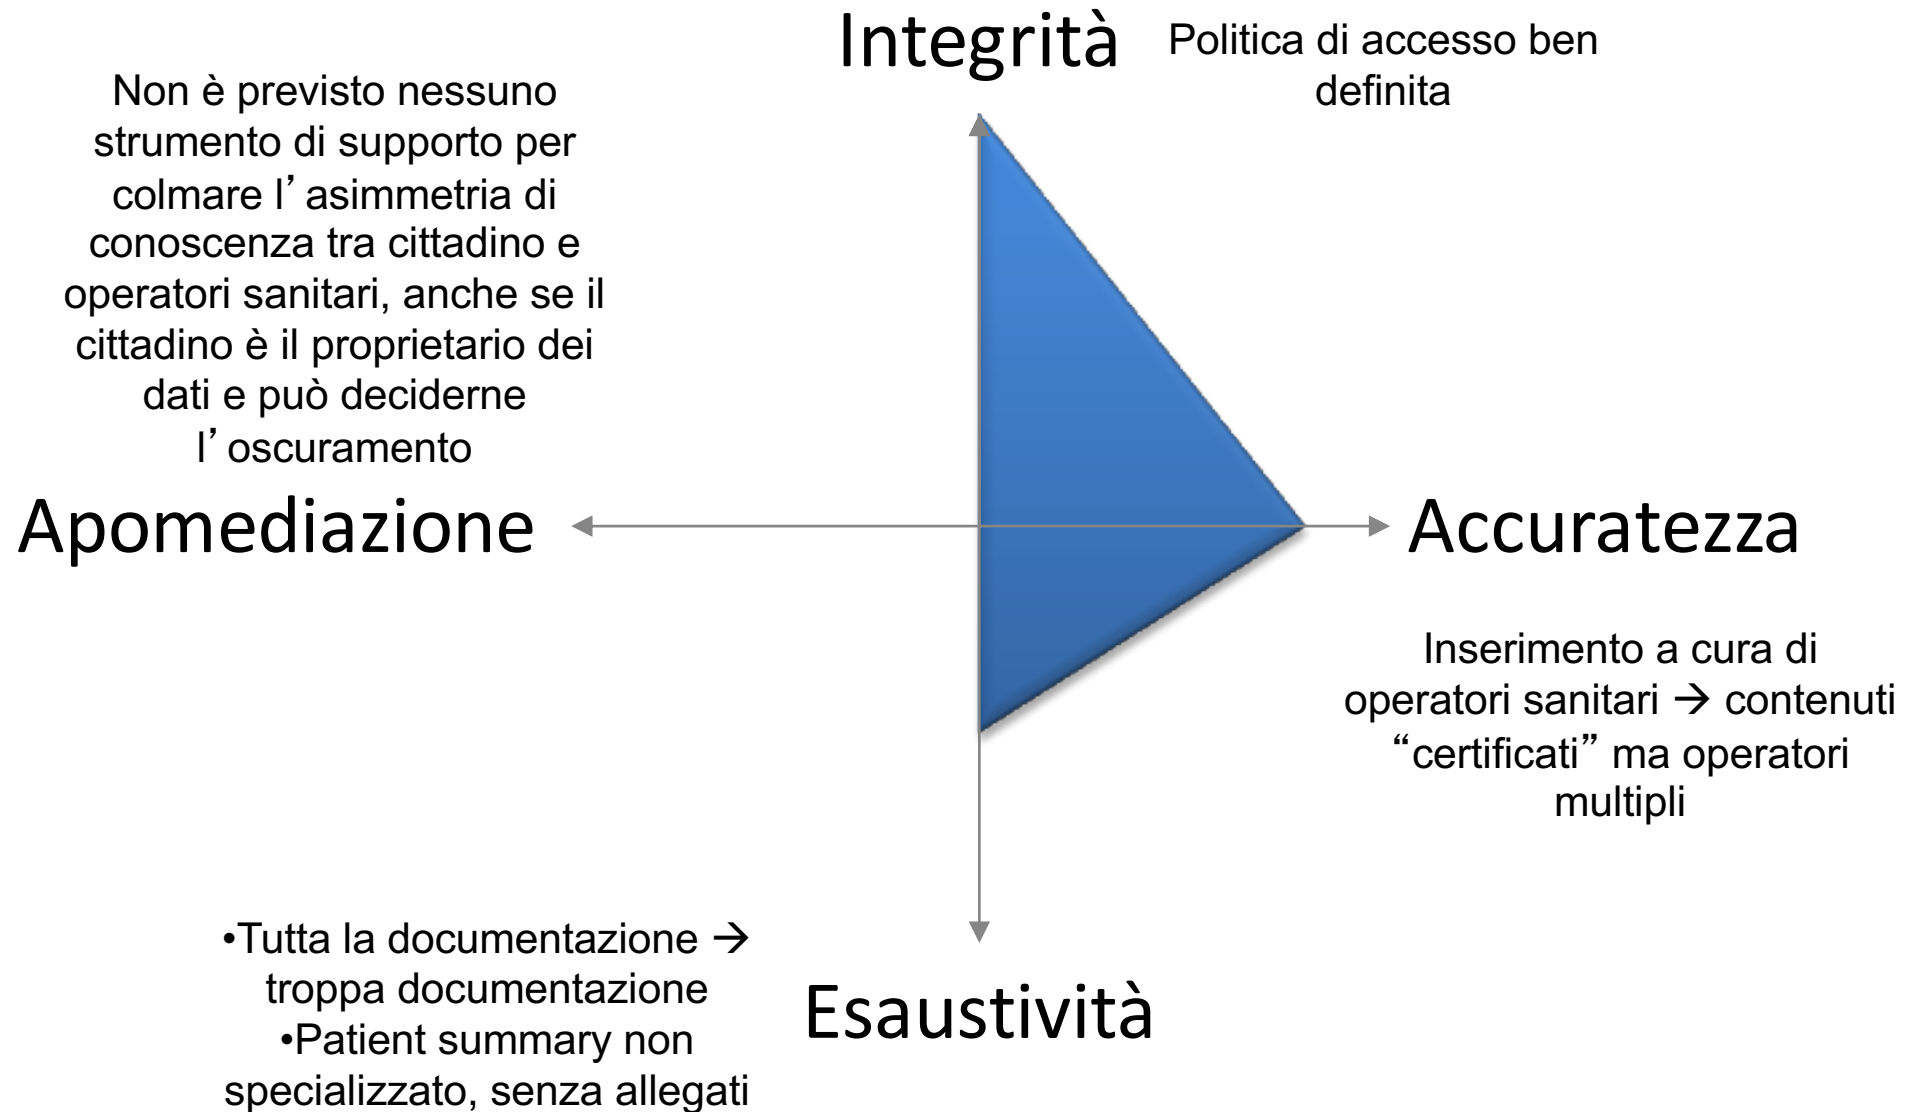 Integrità
Politica di accesso ben
definita
Non è previsto nessuno
strumento di supporto per
colmare l’asimmetria di
conoscenza tra cittadino e
operatori sanitari, anche se il
cittadino è il proprietario dei
dati e può deciderne
l’oscuramento
Apomediazione
Accuratezza
Inserimento a cura di
operatori sanitari → contenuti
“certificati” ma operatori
multipli
•Tutta la documentazione →
troppa documentazione
•Patient summary non
specializzato, senza allegati
Esaustività